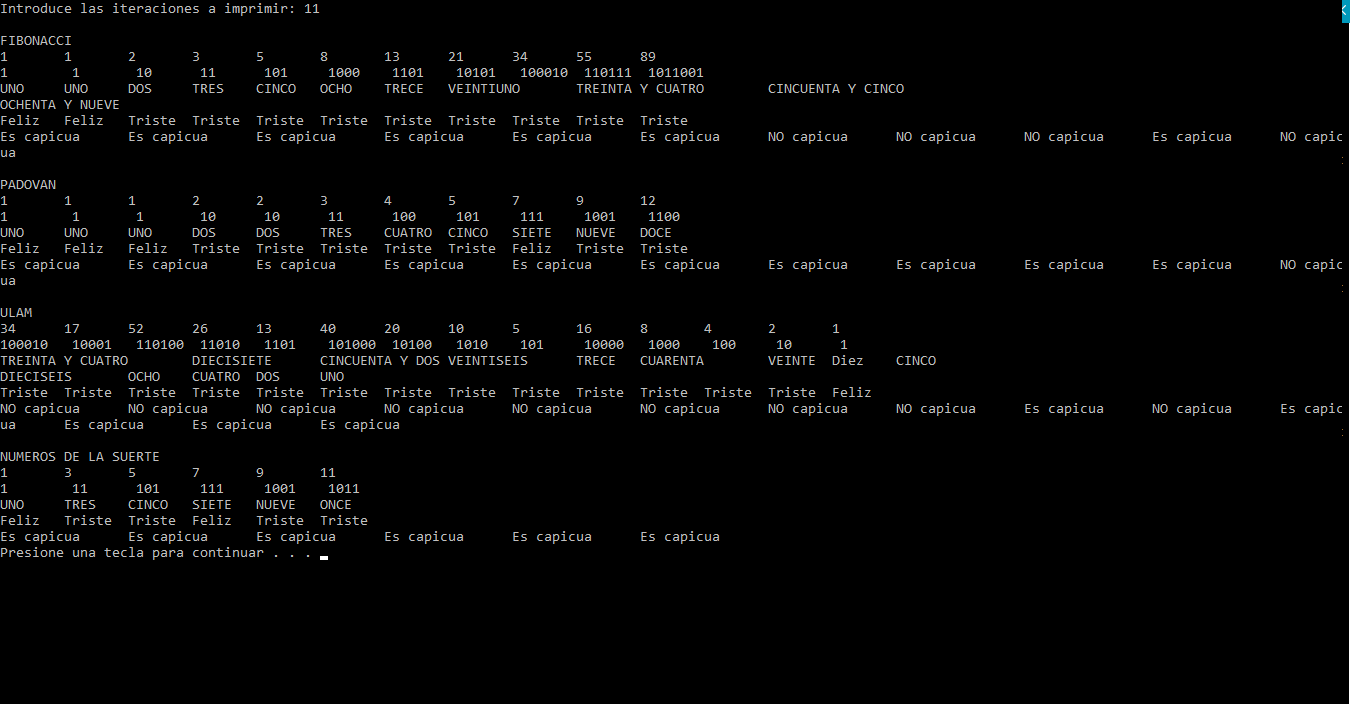 Introduce las iteraciones a imprimir: 11
FIBONACCI
1 1 2 3 5 8 13 21 34 55 89
1 1 10 11 101 1000 1101 10101 100010 110111 1011001
UNO UNO DOS TRES CINCO OCHO TRECE VEINTIUNO TREINTA Y CUATRO CINCUENTA Y CINCO
OCHENTA Y NUEVE
Feliz Feliz Triste Triste Triste Triste Triste Triste Triste Triste Triste
Es capicua Es capicua Es capicua Es capicua Es capicua Es capicua NO capicua NO capicua NO capicua Es capicua NO capic
ua
PADOVAN
1 1 1 2 2 3 4 5 7 9 12
1 1 1 10 10 11 100 101 111 1001 1100
UNO UNO UNO DOS DOS TRES CUATRO CINCO SIETE NUEVE DOCE
Feliz Feliz Feliz Triste Triste Triste Triste Triste Feliz Triste Triste
Es capicua Es capicua Es capicua Es capicua Es capicua Es capicua Es capicua Es capicua Es capicua Es capicua NO capic
ua
ULAM
34 17 52 26 13 40 20 10 5 16 8 4 2 1
100010 10001 110100 11010 1101 101000 10100 1010 101 10000 1000 100 10 1
TREINTA Y CUATRO DIECISIETE CINCUENTA Y DOS VEINTISEIS TRECE CUARENTA VEINTE Diez CINCO
DIECISEIS OCHO CUATRO DOS UNO
Triste Triste Triste Triste Triste Triste Triste Triste Triste Triste Triste Triste Triste Feliz
NO capicua NO capicua NO capicua NO capicua NO capicua NO capicua NO capicua NO capicua Es capicua NO capicua Es capic
ua Es capicua Es capicua Es capicua
NUMEROS DE LA SUERTE
1 3 5 7 9 11
1 11 101 111 1001 1011
UNO TRES CINCO SIETE NUEVE ONCE
Feliz Triste Triste Feliz Triste Triste
Es capicua Es capicua Es capicua Es capicua Es capicua Es capicua
Presione una tecla para continuar . . .